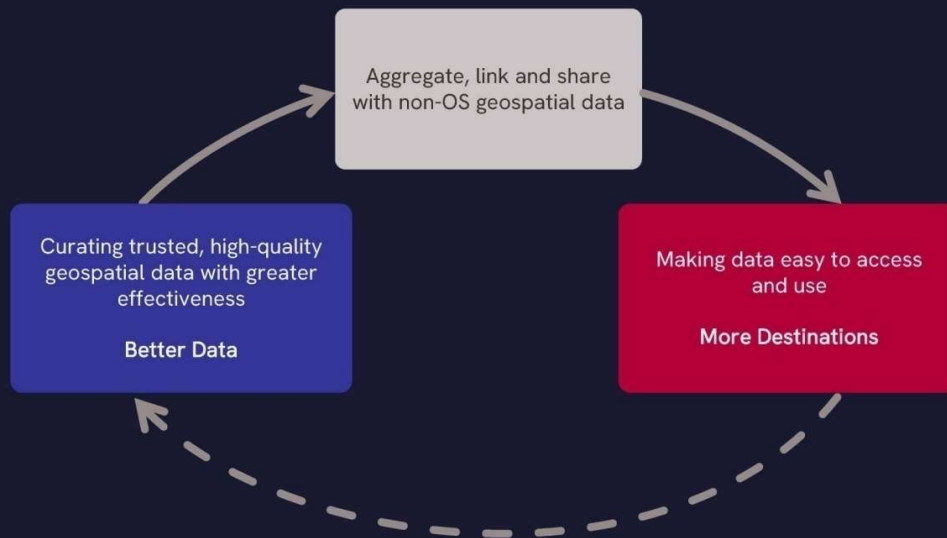 Aggregate, link and share
with non-OS geospatial data
Curating trusted, high-quality
geospatial data with greater
effectiveness
Better Data
Making data easy to access
and use
More Destinations